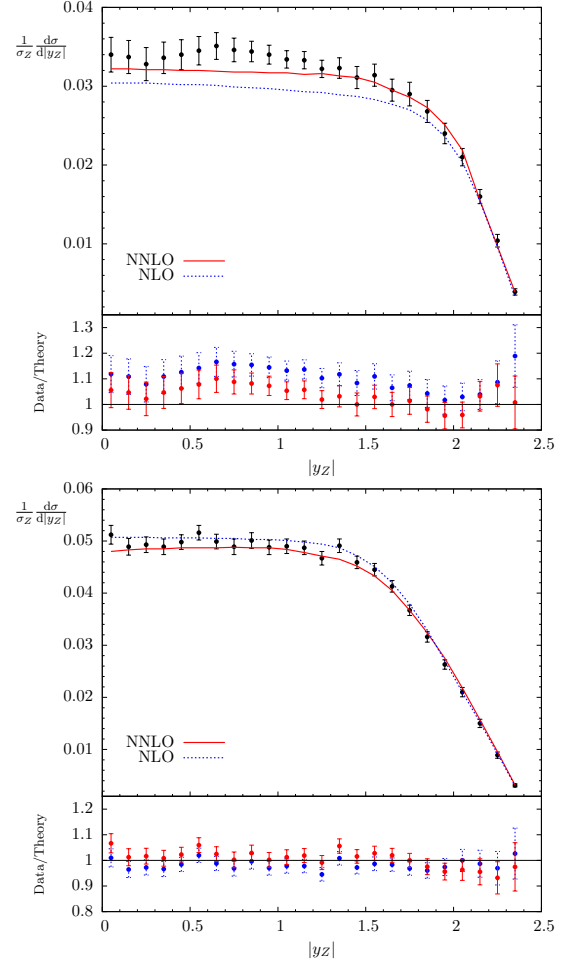 0.04
0.03
0.02
0.01
1/σ_Z dσ/d|y_Z|
NNLO
NLO
1.3
1.2
1.1
1
0.9
Data/Theory
0 0.5 1 1.5 2 2.5
|y_Z|
0.06
0.05
0.04
0.03
0.02
0.01
1/σ_Z dσ/d|y_Z|
NNLO
NLO
1.2
1.1
1
0.9
0.8
Data/Theory
0 0.5 1 1.5 2 2.5
|y_Z|